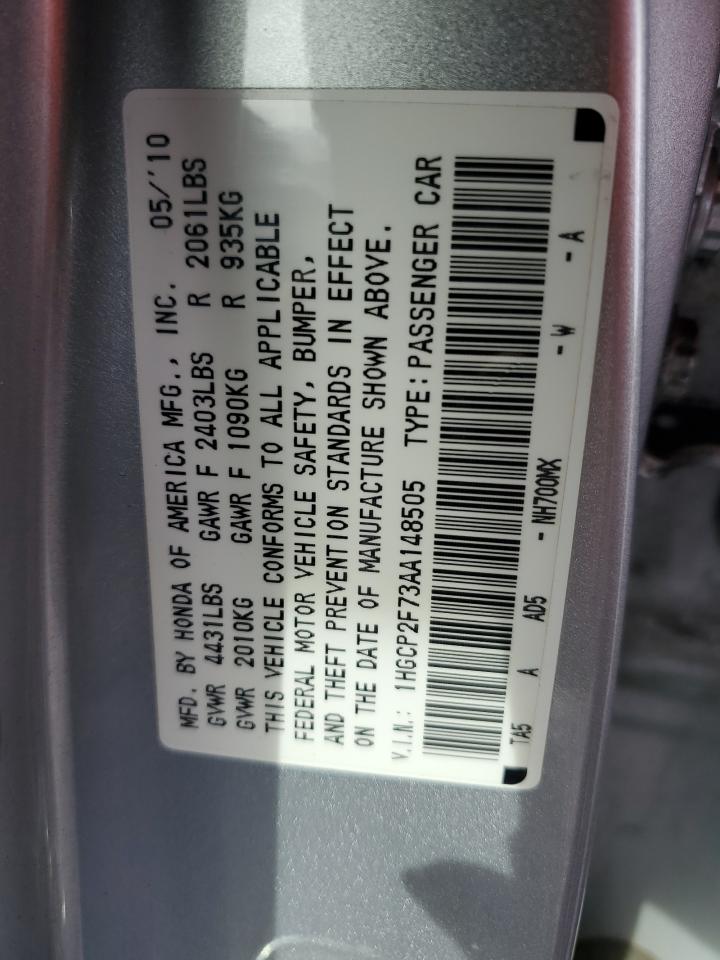 MFD. BY HONDA OF AMERICA MFG., INC. 05/'10
GVWR 4431LBS GAWR F 2403LBS R 2061LBS
GVWR 2010KG GAWR F 1090KG R 935KG
THIS VEHICLE CONFORMS TO ALL APPLICABLE
FEDERAL MOTOR VEHICLE SAFETY, BUMPER,
AND THEFT PREVENTION STANDARDS IN EFFECT
ON THE DATE OF MANUFACTURE SHOWN ABOVE.
V.I.N.: 1HGCP2F73AA148505 TYPE:PASSENGER CAR
TA5 A AD5 - NH700MX - W - A